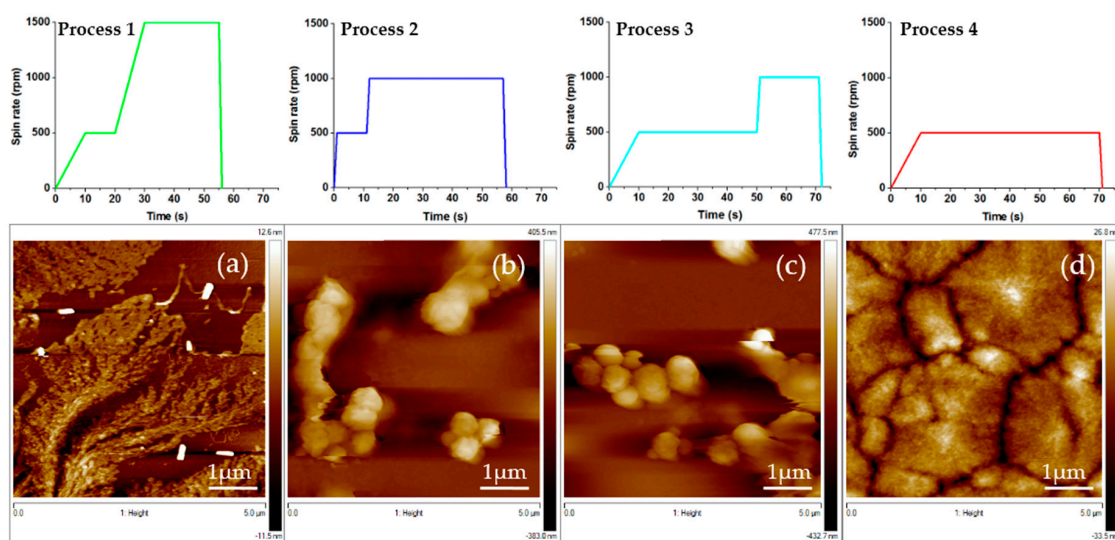 Process 1
Spin rate (rpm)
1500
1000
500
0
0 10 20 30 40 50 60 70
Time (s)
Process 2
Spin rate (rpm)
1500
1000
500
0
0 10 20 30 40 50 60 70
Time (s)
Process 3
Spin rate (rpm)
1500
1000
500
0
0 10 20 30 40 50 60 70
Time (s)
Process 4
Spin rate (rpm)
1500
1000
500
0
0 10 20 30 40 50 60 70
Time (s)
12.6 nm
(a)
1μm
0.0 1: Height 5.0 μm
-11.5 nm
405.5 nm
(b)
1μm
0.0 1: Height 5.0 μm
-383.0 nm
477.5 nm
(c)
1μm
0.0 1: Height 5.0 μm
-432.7 nm
26.8 nm
(d)
1μm
0.0 1: Height 5.0 μm
-33.5 nm